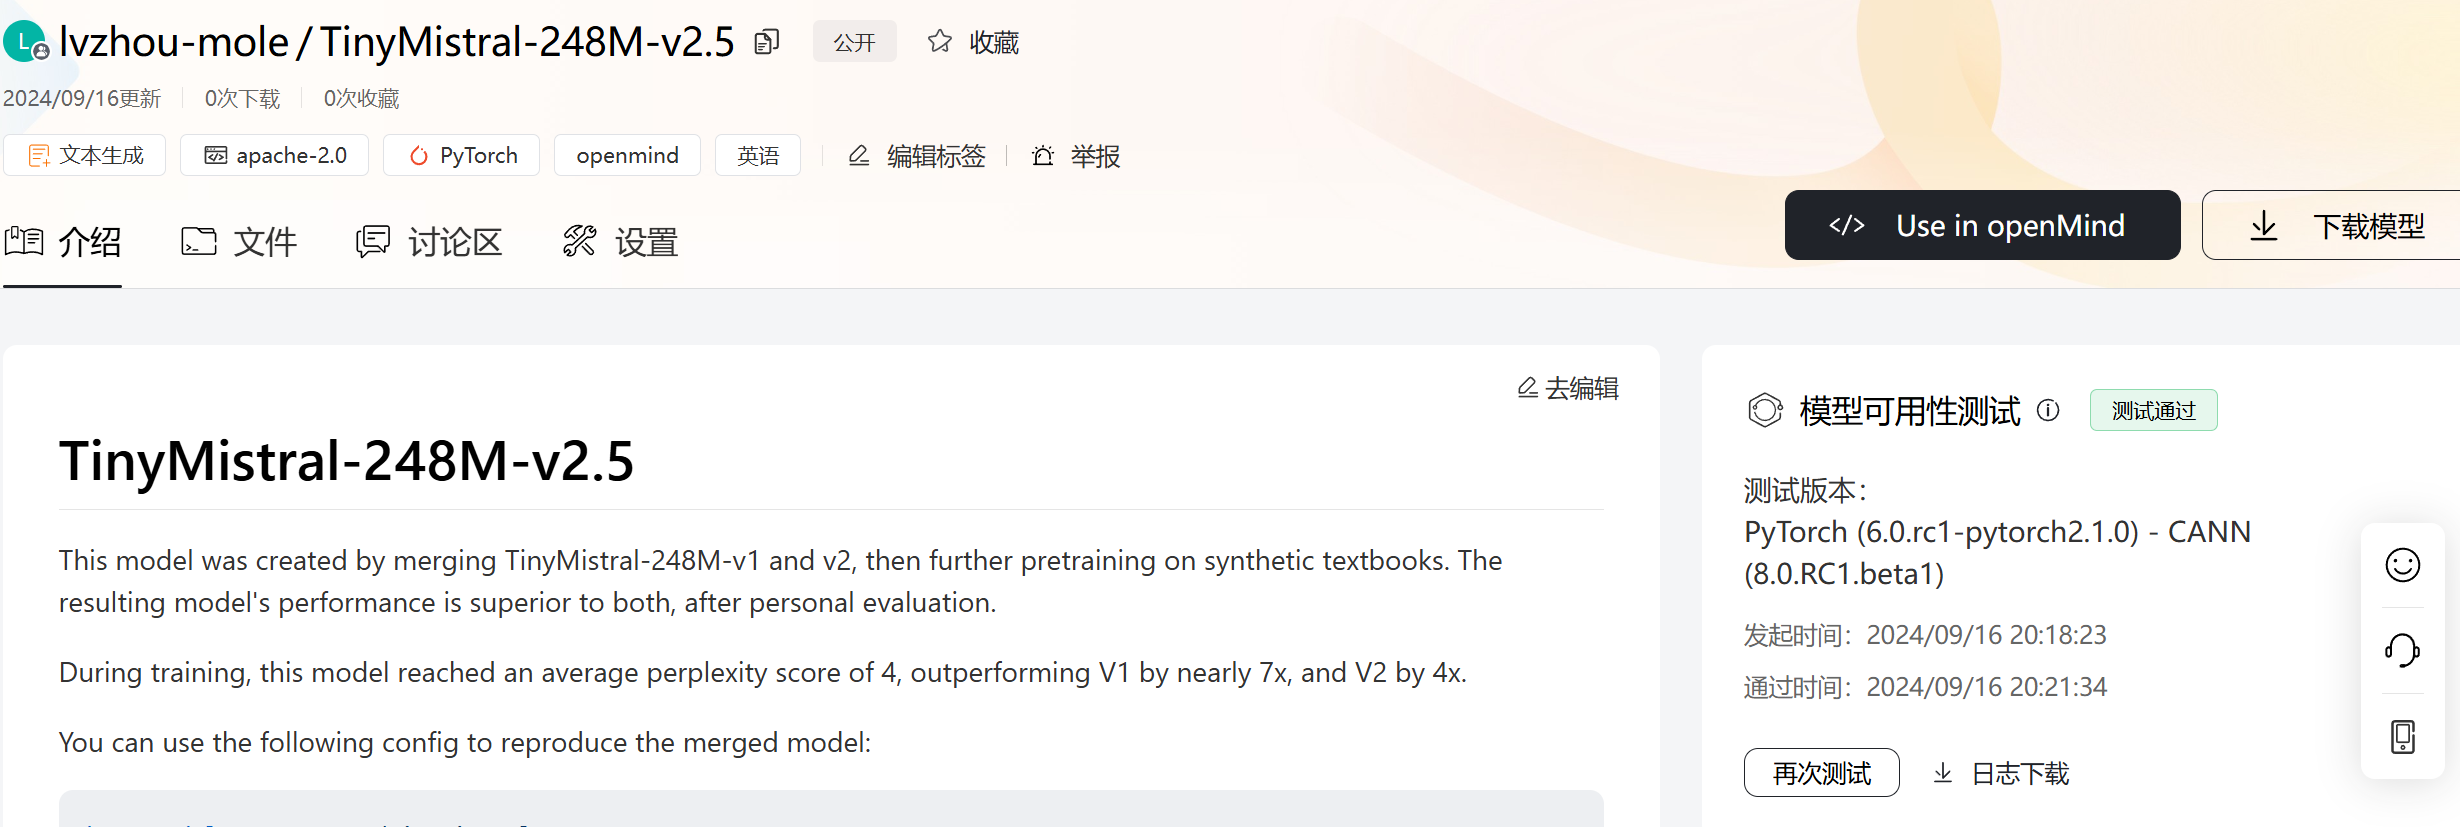 L lvzhou-mole / TinyMistral-248M-v2.5 公开 收藏
2024/09/16更新 0次下载 0次收藏
文本生成 apache-2.0 PyTorch openmind 英语 编辑标签 举报
介绍 文件 讨论区 设置 </> Use in openMind 下载模型
去编辑
TinyMistral-248M-v2.5
This model was created by merging TinyMistral-248M-v1 and v2, then further pretraining on synthetic textbooks. The
resulting model's performance is superior to both, after personal evaluation.
During training, this model reached an average perplexity score of 4, outperforming V1 by nearly 7x, and V2 by 4x.
You can use the following config to reproduce the merged model:
模型可用性测试 测试通过
测试版本：
PyTorch (6.0.rc1-pytorch2.1.0) - CANN
(8.0.RC1.beta1)
发起时间：2024/09/16 20:18:23
通过时间：2024/09/16 20:21:34
再次测试 日志下载